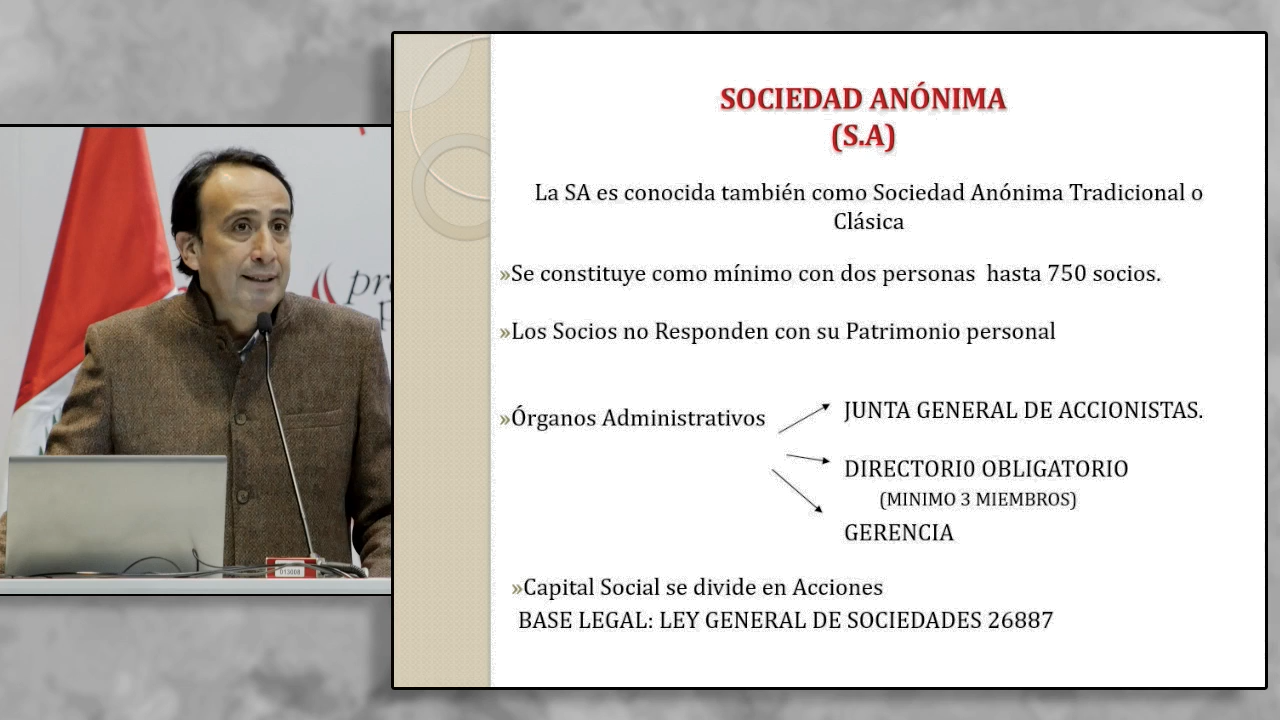 SOCIEDAD ANÓNIMA
(S.A)
La SA es conocida también como Sociedad Anónima Tradicional o
Clásica
»Se constituye como mínimo con dos personas  hasta 750 socios.
»Los Socios no Responden con su Patrimonio personal
»Órganos Administrativos
JUNTA GENERAL DE ACCIONISTAS.
DIRECTORI0 OBLIGATORIO
(MINIMO 3 MIEMBROS)
GERENCIA
»Capital Social se divide en Acciones
BASE LEGAL: LEY GENERAL DE SOCIEDADES 26887